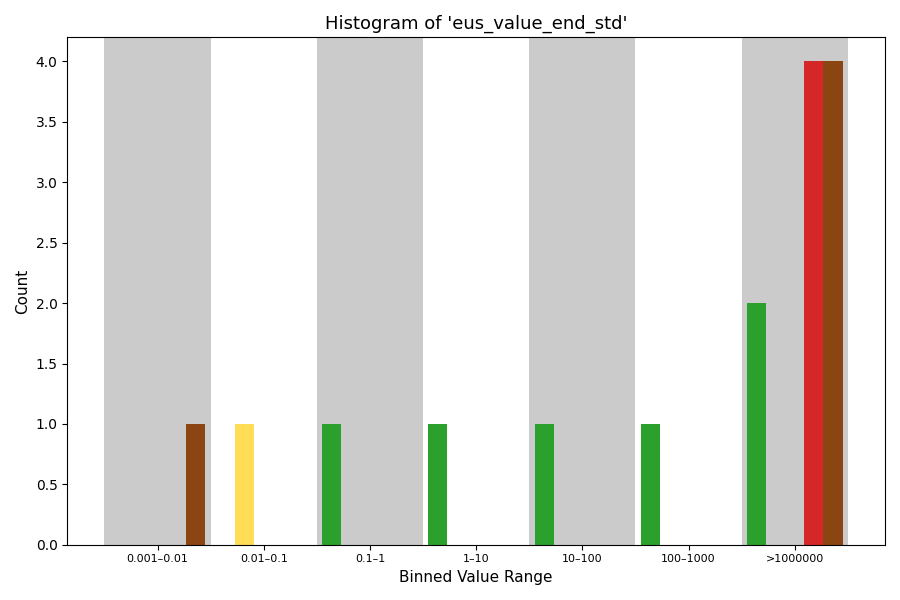 Histogram of 'eus_value_end_std'
Count
4.0
3.5
3.0
2.5
2.0
1.5
1.0
0.5
0.0
0.001–0.01 0.01–0.1 0.1–1 1–10 10–100 100–1000 >1000000
Binned Value Range